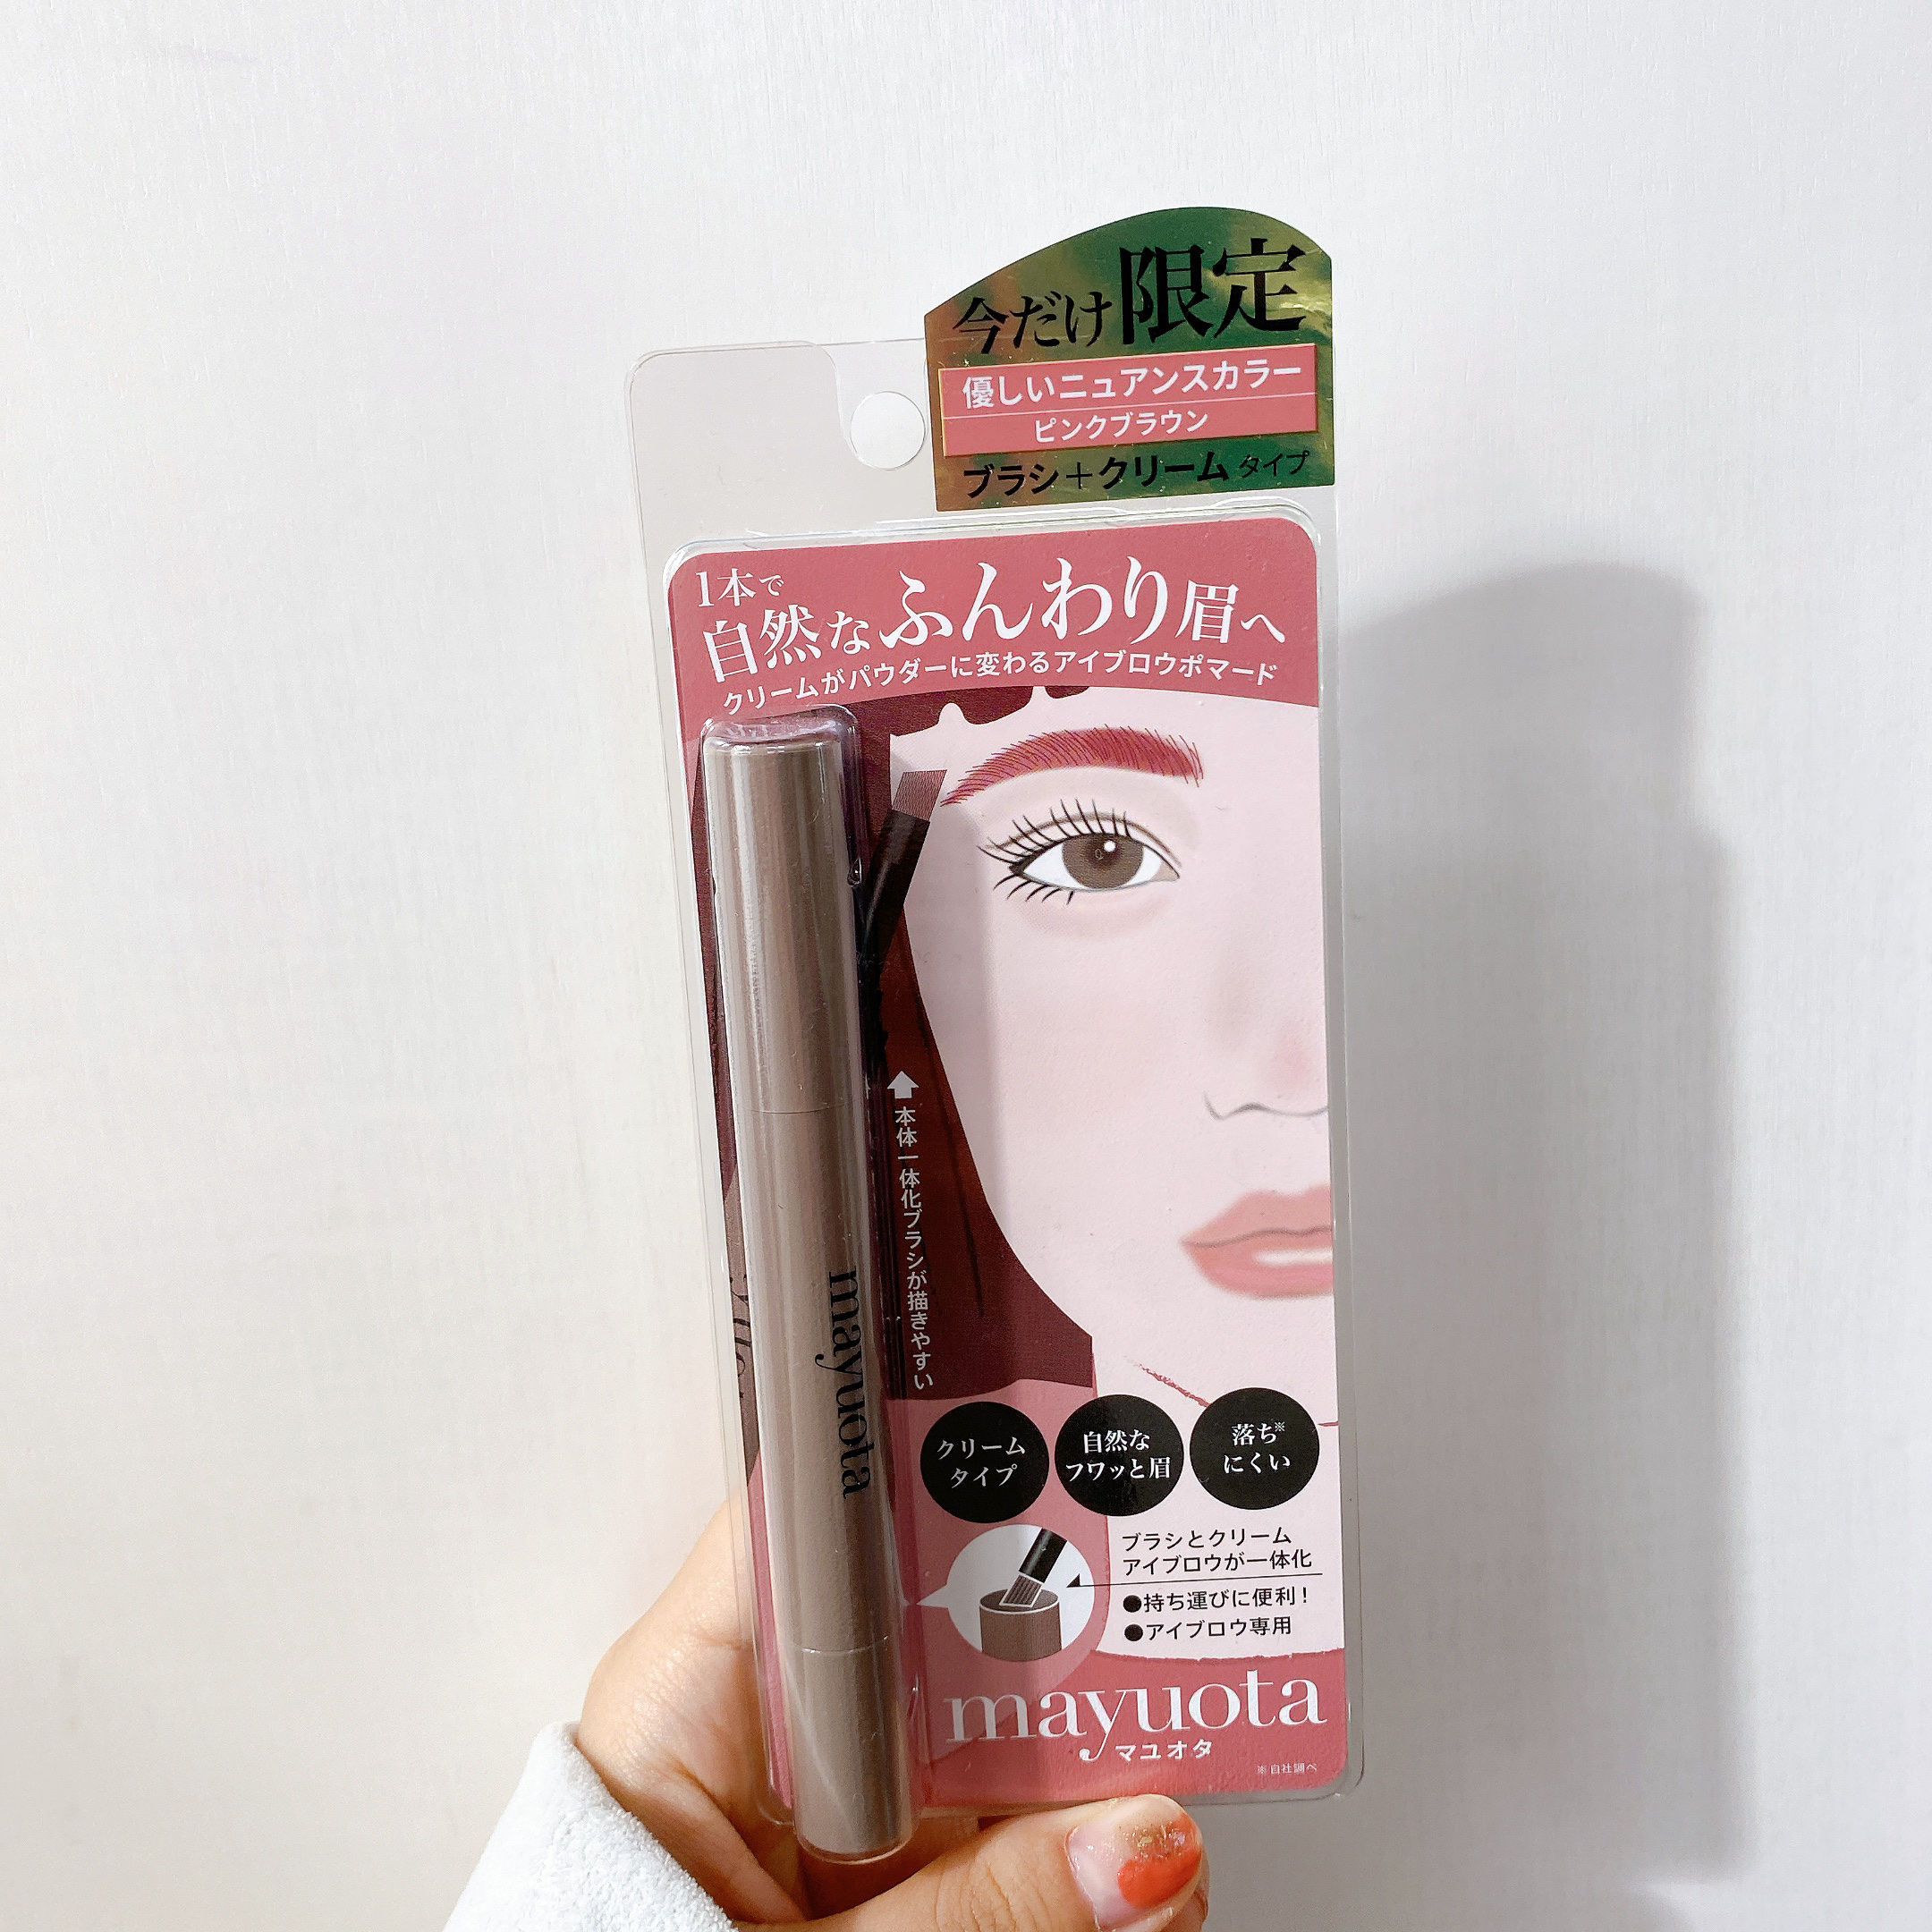 今だけ限定
優しいニュアンスカラー
ピンクブラウン
ブラシ＋クリームタイプ
1本で
自然なふんわり眉へ
クリームがパウダーに変わるアイブロウポマード
本体一体化ブラシが描きやすい
mayuota
クリーム
タイプ
自然な
フワッと眉
落ち※
にくい
ブラシとクリーム
アイブロウが一体化
●持ち運びに便利！
●アイブロウ専用
mayuota
マユオタ
※自社調べ